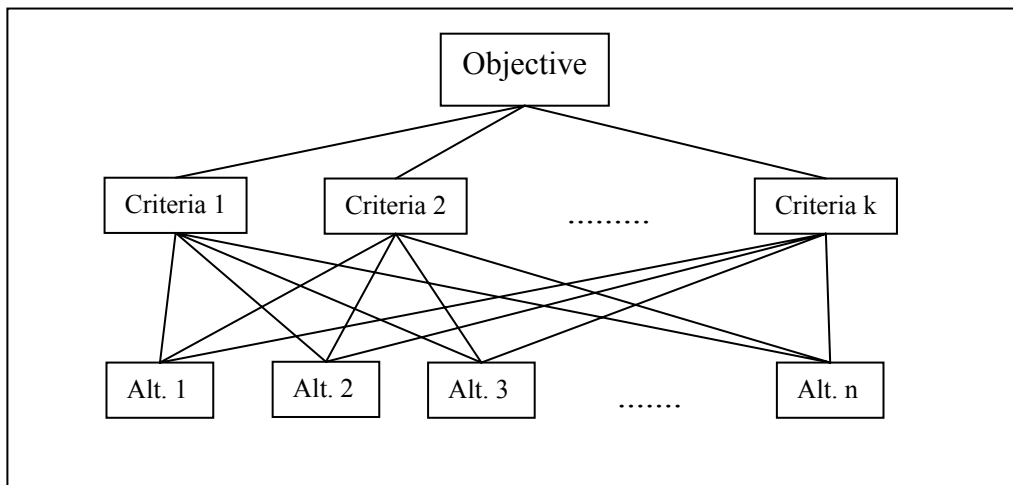 Objective
Criteria 1
Criteria 2
.........
Criteria k
Alt. 1
Alt. 2
Alt. 3
.......
Alt. n